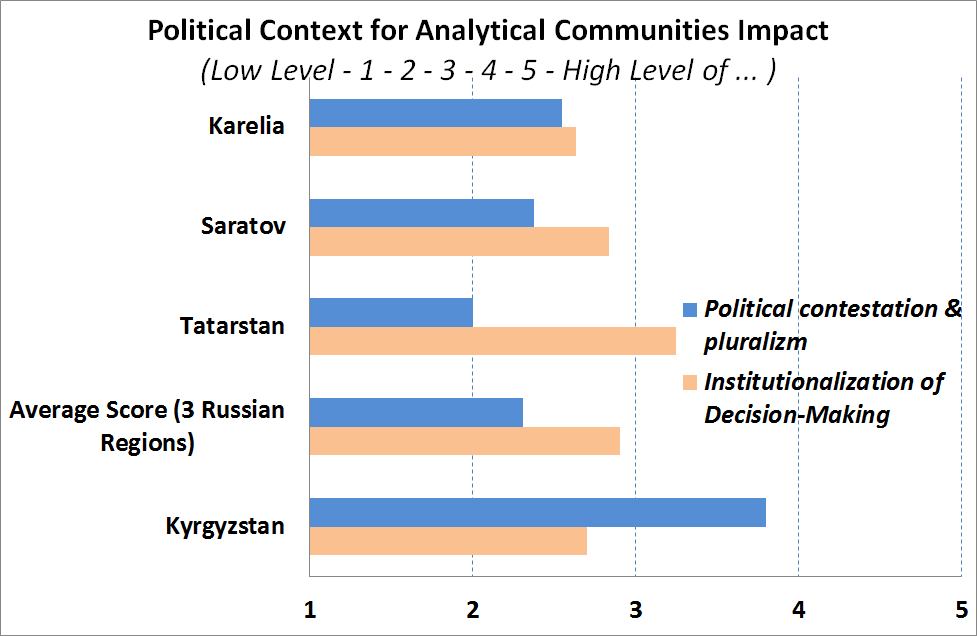 Political Context for Analytical Communities Impact
(Low Level - 1 - 2 - 3 - 4 - 5 - High Level of ... )
Karelia
Saratov
Tatarstan
Average Score (3 Russian
Regions)
Kyrgyzstan
Political contestation &
pluralizm
Institutionalization of
Decision-Making
1 2 3 4 5